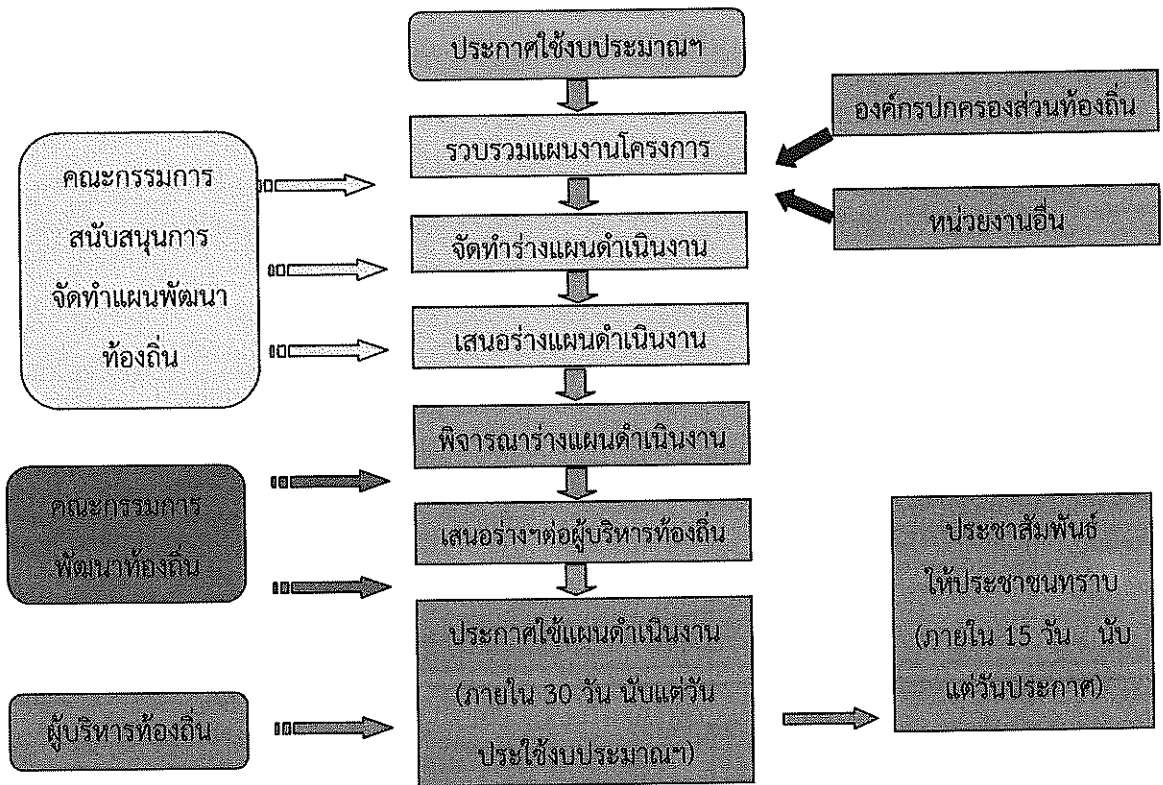 ประกาศใช้งบประมาณฯ
องค์กรปกครองส่วนท้องถิ่น
รวบรวมแผนงานโครงการ
หน่วยงานอื่น
คณะกรรมการ
สนับสนุนการ
จัดทำแผนพัฒนา
ท้องถิ่น
จัดทำร่างแผนดำเนินงาน
เสนอร่างแผนดำเนินงาน
พิจารณาร่างแผนดำเนินงาน
คณะกรรมการ
พัฒนาท้องถิ่น
เสนอร่างฯต่อผู้บริหารท้องถิ่น
ประกาศใช้แผนดำเนินงาน
(ภายใน 30 วัน นับแต่วัน
ประใช้งบประมาณฯ)
ผู้บริหารท้องถิ่น
ประชาสัมพันธ์
ให้ประชาชนทราบ
(ภายใน 15 วัน นับ
แต่วันประกาศ)